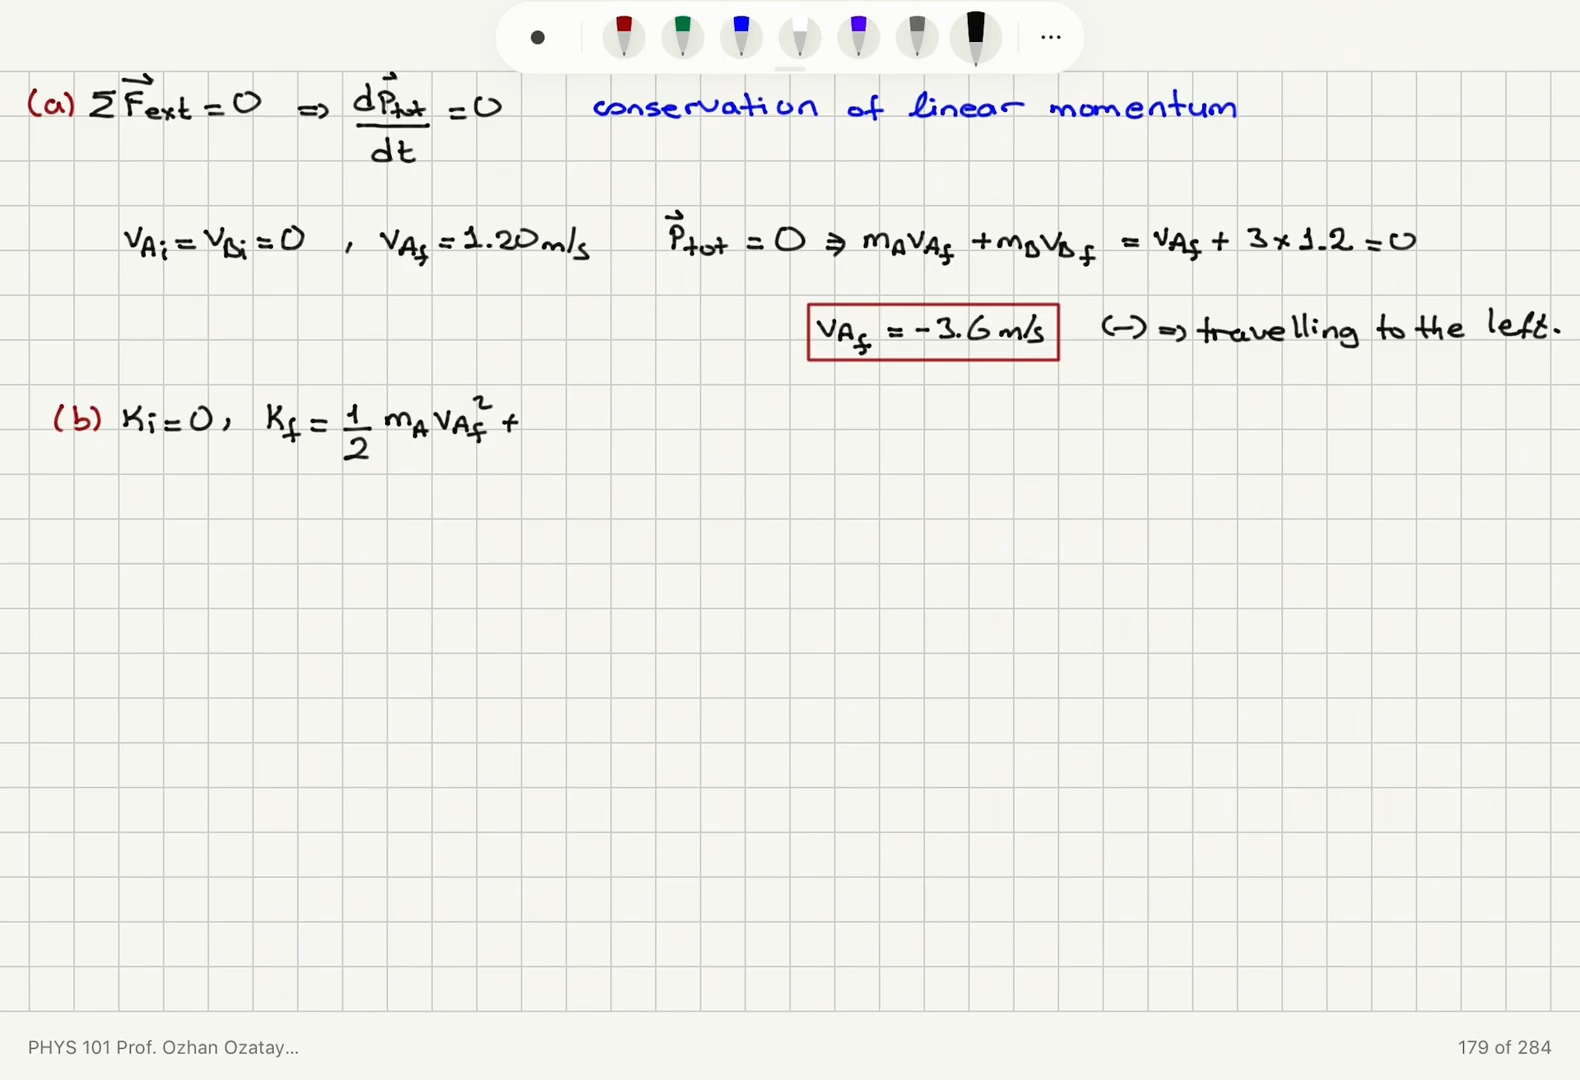 (a) Σ F⃗ext = 0 ⇒ dP⃗tot/dt = 0 conservation of linear momentum
vAi = vBi = 0 , vAf = 1.20 m/s P⃗tot = 0 ⇒ mAvAf + mBvBf = vAf + 3 × 1.2 = 0
vAf = -3.6 m/s (-) ⇒ travelling to the left.
(b) Ki = 0, Kf = 1/2 mA vAf² +
PHYS 101 Prof. Ozhan Ozatay...
179 of 284